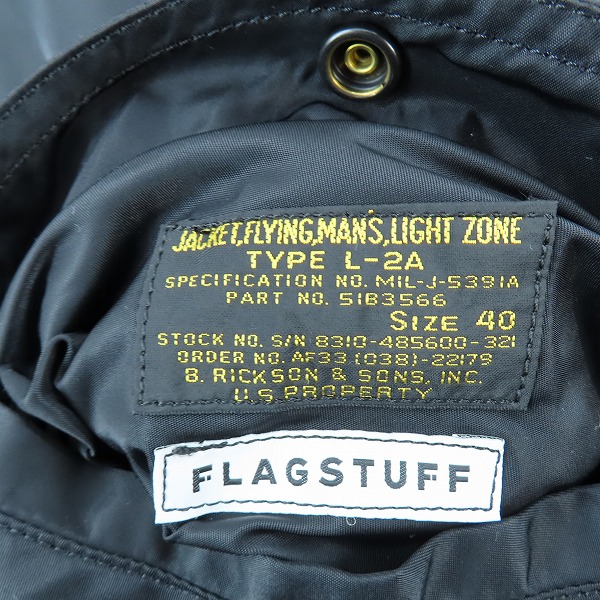 JACKET,FLYING,MAN'S,LIGHT ZONE
TYPE L-2A
SPECIFICATION NO. MIL-J-5391A
PART NO. 51B3566
SIZE 40
STOCK NO. S/N 8310-485600-321
ORDER NO. AF33 (038)-22179
B. RICKSON & SONS, INC.
U.S. PROPERTY
FLAGSTUFF